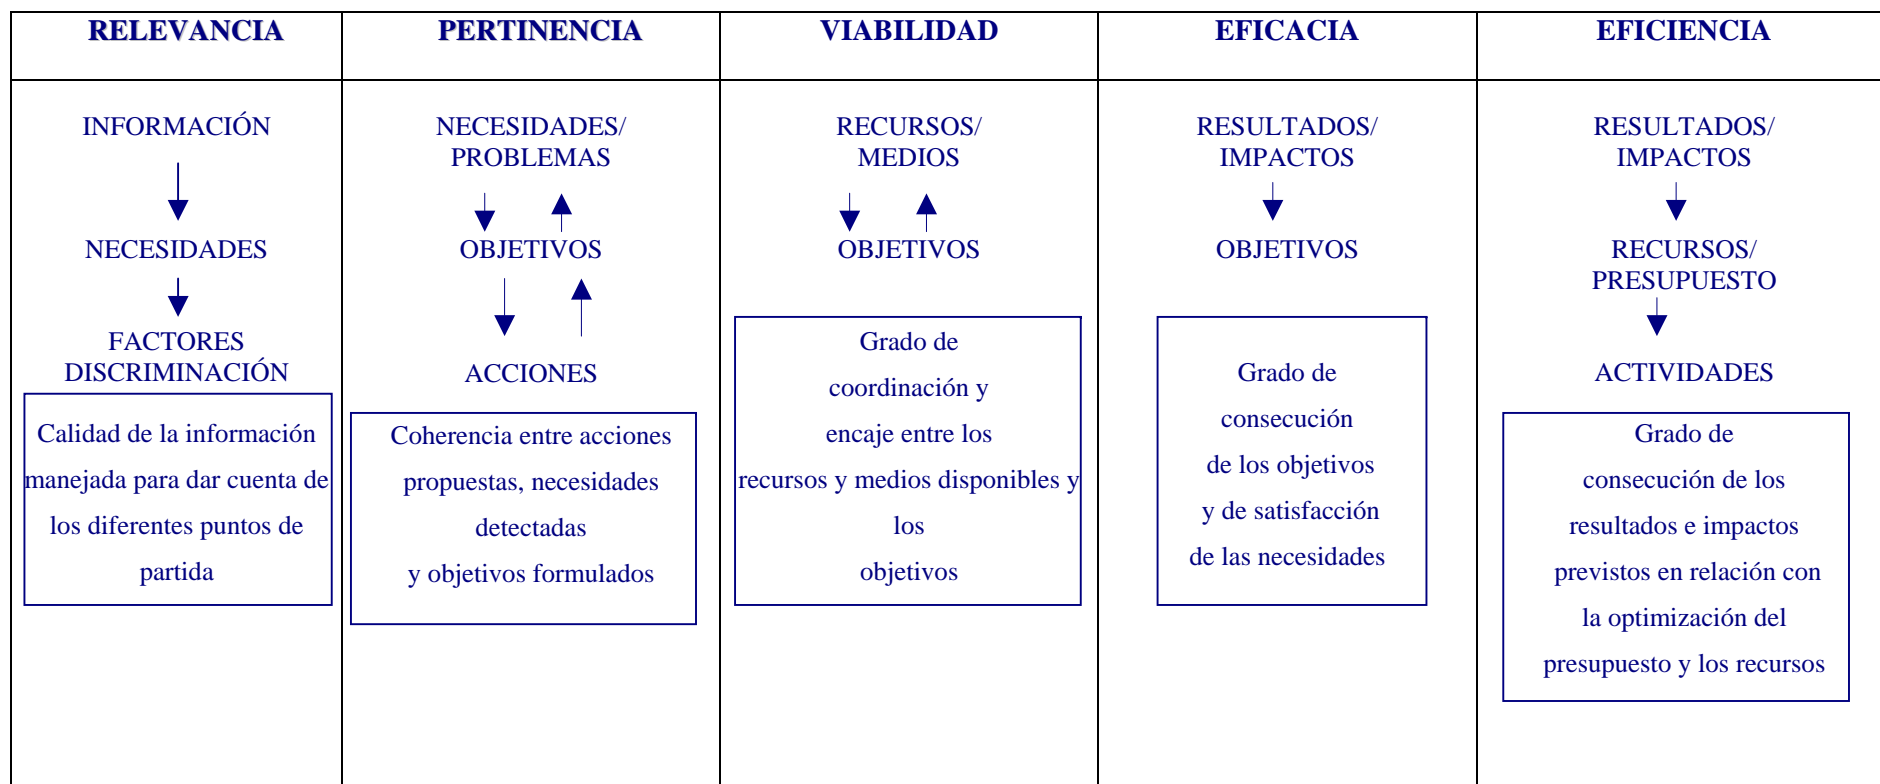 RELEVANCIA
PERTINENCIA
VIABILIDAD
EFICACIA
EFICIENCIA
INFORMACIÓN
NECESIDADES
FACTORES
DISCRIMINACIÓN
Calidad de la información
manejada para dar cuenta de
los diferentes puntos de
partida
NECESIDADES/
PROBLEMAS
OBJETIVOS
ACCIONES
Coherencia entre acciones
propuestas, necesidades
detectadas
y objetivos formulados
RECURSOS/
MEDIOS
OBJETIVOS
Grado de
coordinación y
encaje entre los
recursos y medios disponibles y
los
objetivos
RESULTADOS/
IMPACTOS
OBJETIVOS
Grado de
consecución
de los objetivos
y de satisfacción
de las necesidades
RESULTADOS/
IMPACTOS
RECURSOS/
PRESUPUESTO
ACTIVIDADES
Grado de
consecución de los
resultados e impactos
previstos en relación con
la optimización del
presupuesto y los recursos